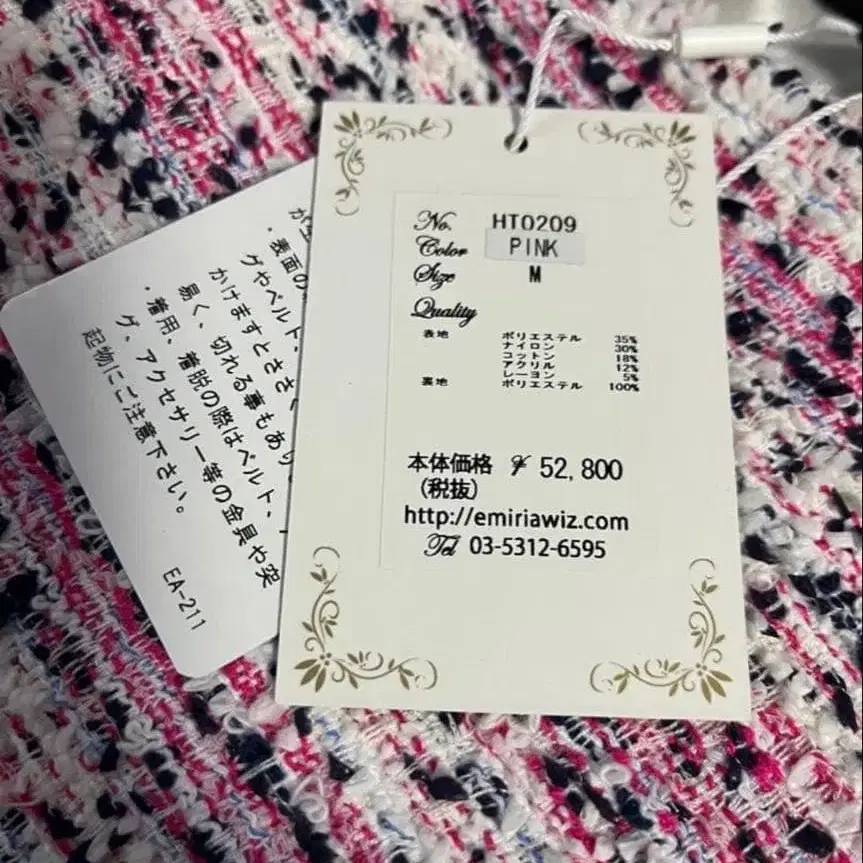 No. HT0209
Color PINK
Size M
Quality
表地 ポリエステル 35%
ナイロン 30%
コットン 18%
アクリル 12%
レーヨン 5%
裏地 ポリエステル 100%
本体価格 ¥ 52,800
(税抜)
http://emiriawiz.com
Tel 03-5312-6595
・表面の
グやベルト、
かけますとささく
易く、切れる事もあり
・着用、着脱の際はベルト、
グ、アクセサリー等の金具や突
起物にご注意下さい。
EA-211